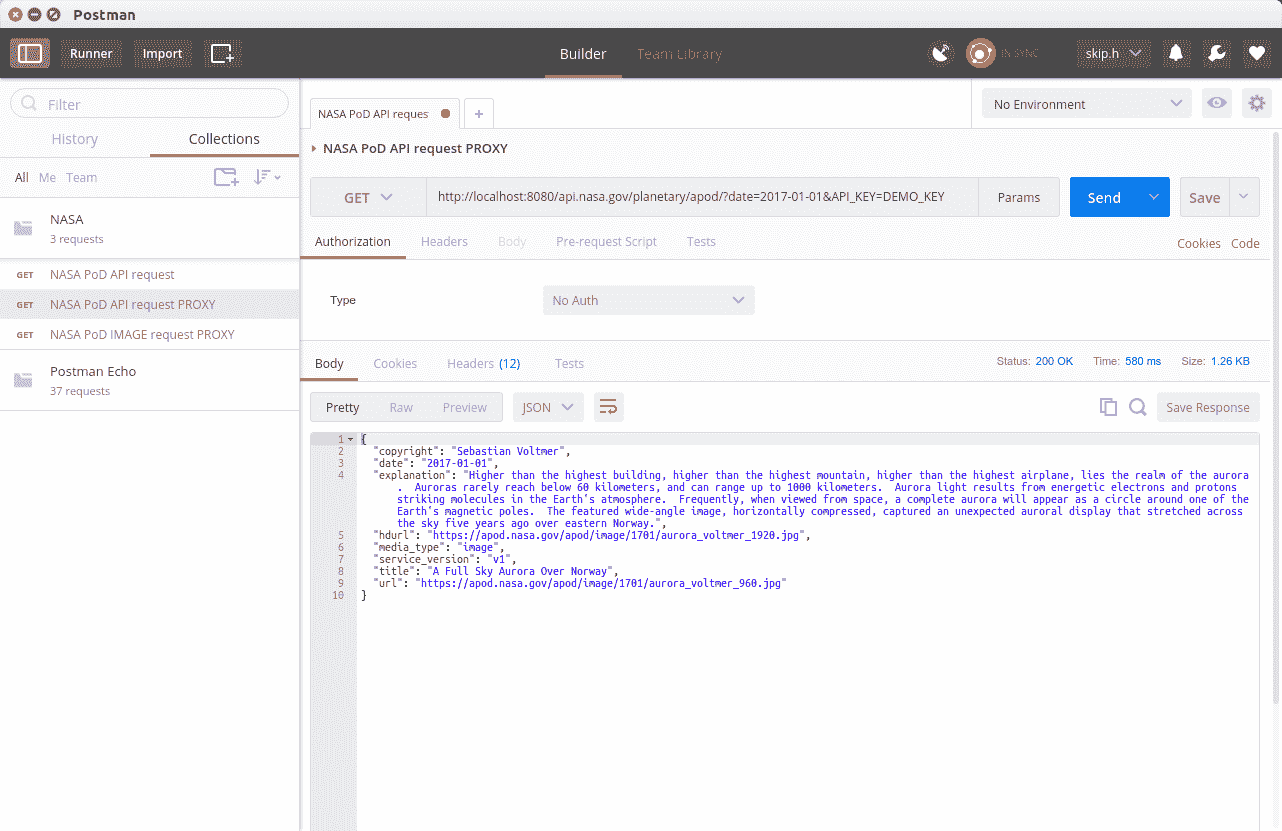 Postman
Runner
Import
Builder
Team Library
IN SYNC
skip.h
Filter
History
Collections
All Me Team
NASA
3 requests
GET NASA PoD API request
GET NASA PoD API request PROXY
GET NASA PoD IMAGE request PROXY
Postman Echo
37 requests
NASA PoD API reques
+
No Environment
NASA PoD API request PROXY
GET
http://localhost:8080/api.nasa.gov/planetary/apod/?date=2017-01-01&API_KEY=DEMO_KEY
Params
Send
Save
Authorization
Headers
Body
Pre-request Script
Tests
Cookies
Code
Type
No Auth
Body
Cookies
Headers (12)
Tests
Status: 200 OK
Time: 580 ms
Size: 1.26 KB
Pretty
Raw
Preview
JSON
Save Response
1 {
2 "copyright": "Sebastian Voltmer",
3 "date": "2017-01-01",
4 "explanation": "Higher than the highest building, higher than the highest mountain, higher than the highest airplane, lies the realm of the aurora
.  Auroras rarely reach below 60 kilometers, and can range up to 1000 kilometers.  Aurora light results from energetic electrons and protons
striking molecules in the Earth's atmosphere.  Frequently, when viewed from space, a complete aurora will appear as a circle around one of the
Earth's magnetic poles.  The featured wide-angle image, horizontally compressed, captured an unexpected auroral display that stretched across
the sky five years ago over eastern Norway.",
5 "hdurl": "https://apod.nasa.gov/apod/image/1701/aurora_voltmer_1920.jpg",
6 "media_type": "image",
7 "service_version": "v1",
8 "title": "A Full Sky Aurora Over Norway",
9 "url": "https://apod.nasa.gov/apod/image/1701/aurora_voltmer_960.jpg"
10 }